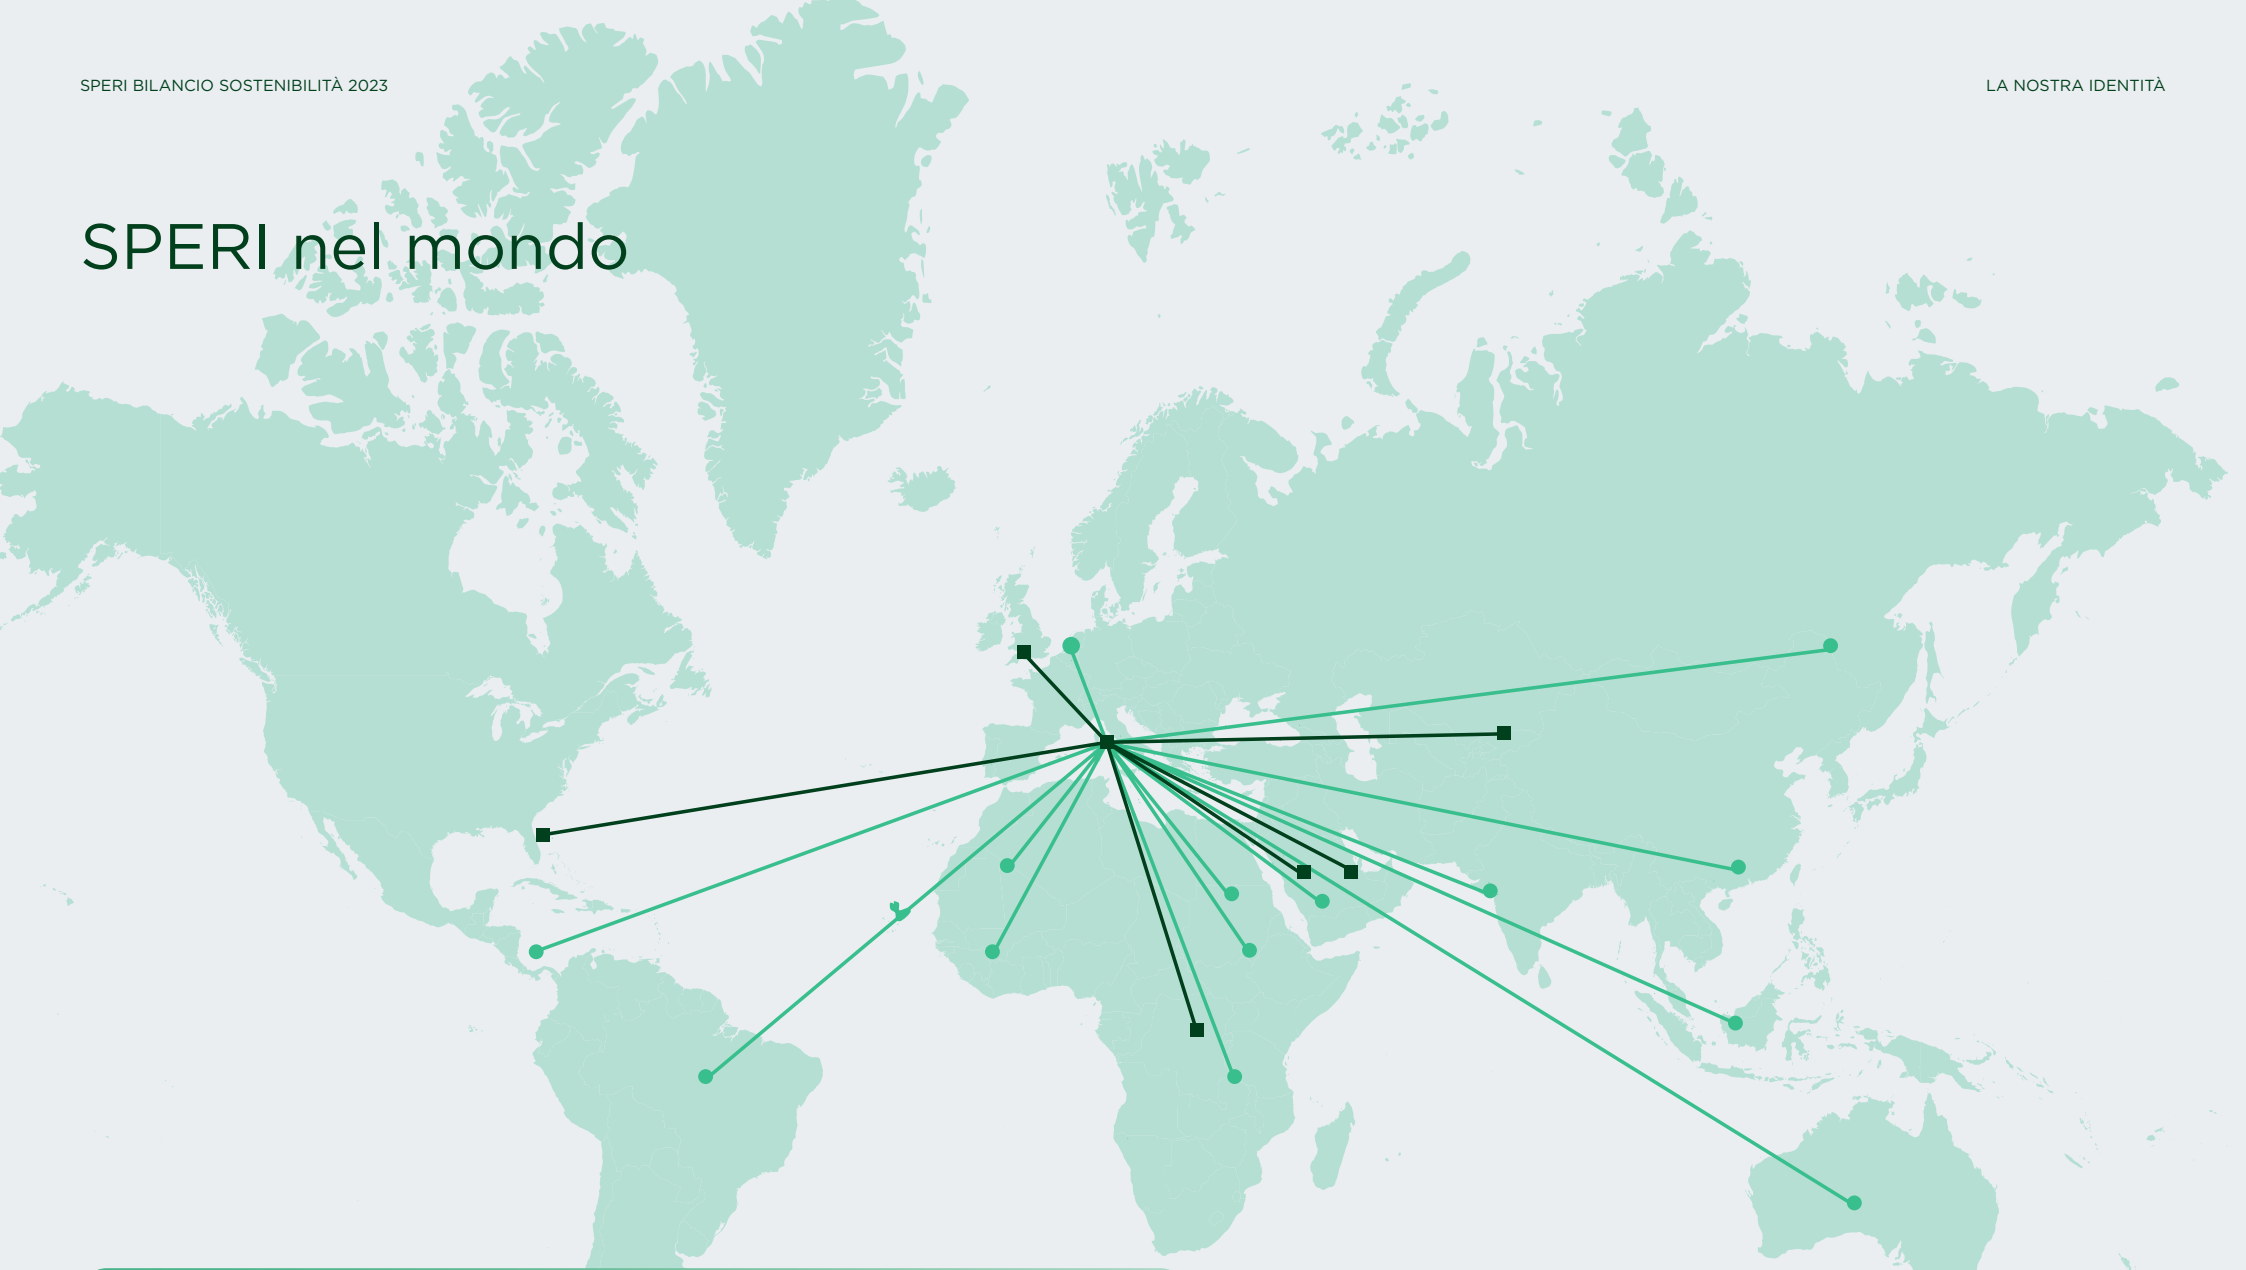 SPERI BILANCIO SOSTENIBILITÀ 2023
LA NOSTRA IDENTITÀ
SPERI nel mondo